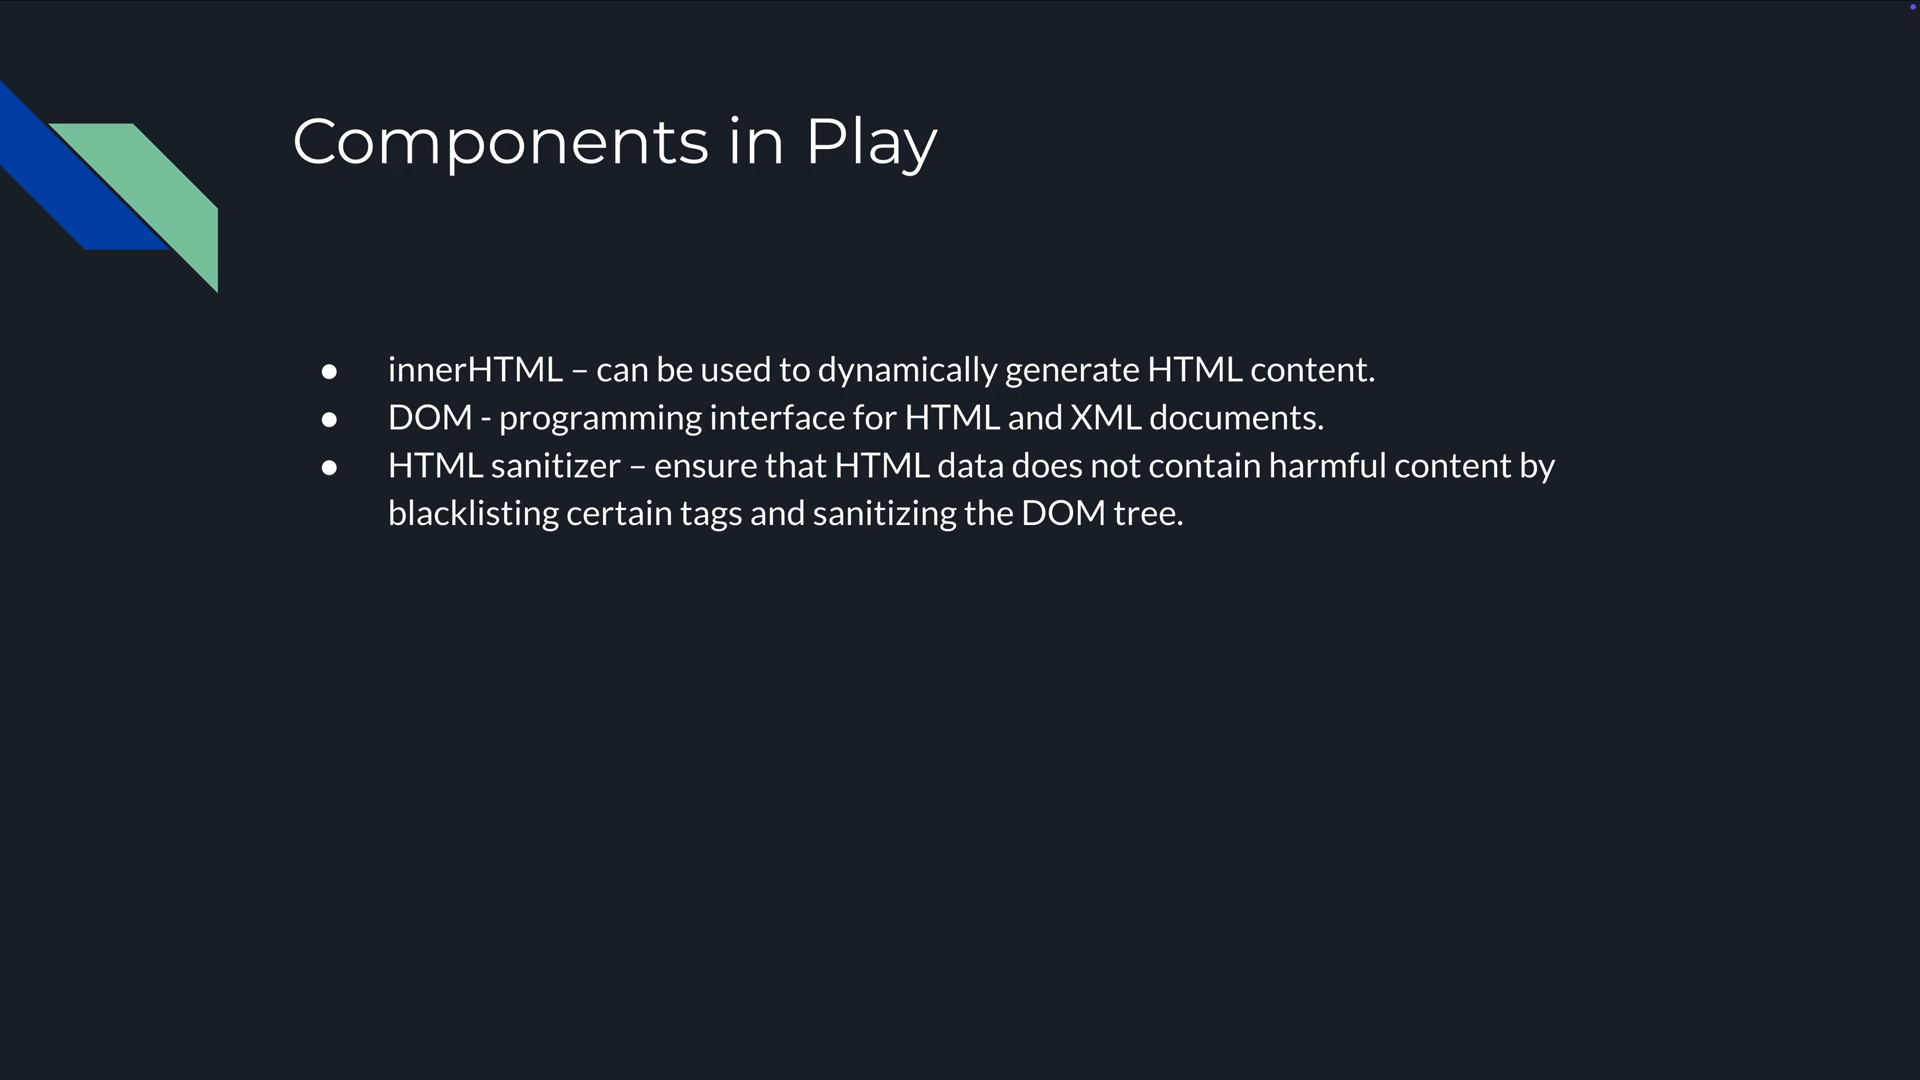 Components in Play
● innerHTML – can be used to dynamically generate HTML content.
● DOM - programming interface for HTML and XML documents.
● HTML sanitizer – ensure that HTML data does not contain harmful content by
blacklisting certain tags and sanitizing the DOM tree.